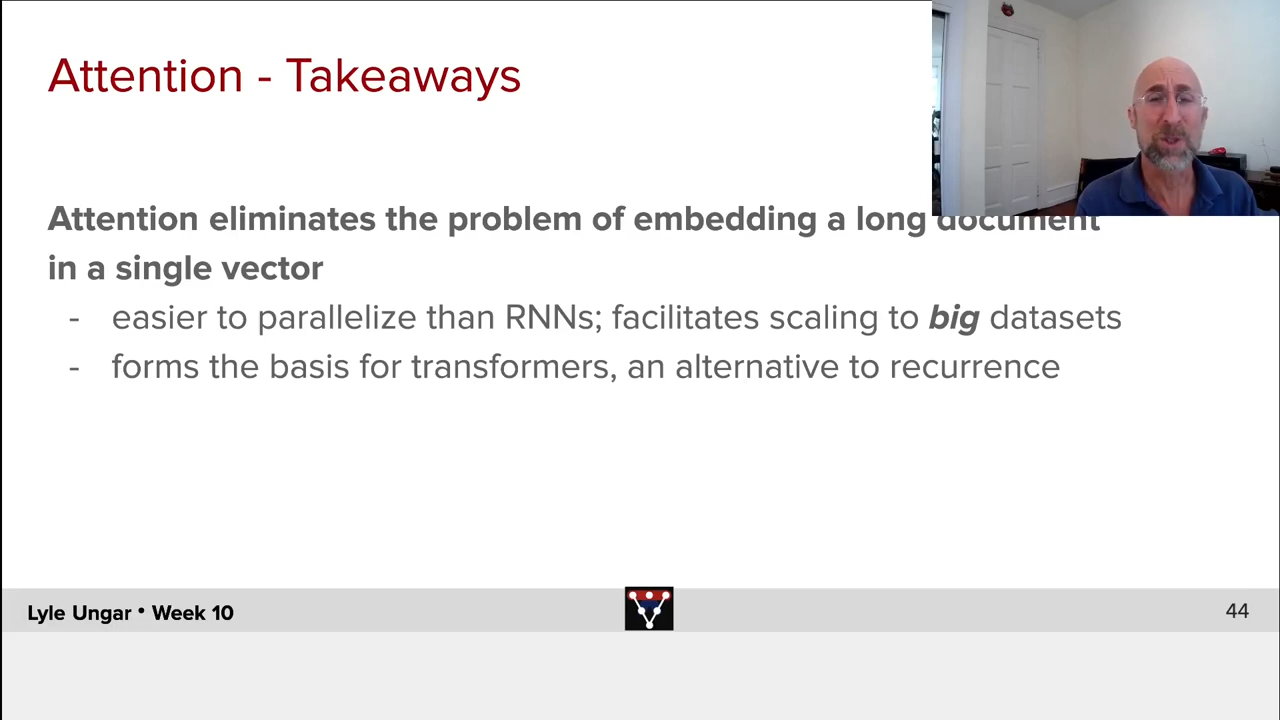 Attention - Takeaways
Attention eliminates the problem of embedding a long document
in a single vector
- easier to parallelize than RNNs; facilitates scaling to big datasets
- forms the basis for transformers, an alternative to recurrence
Lyle Ungar • Week 10
44